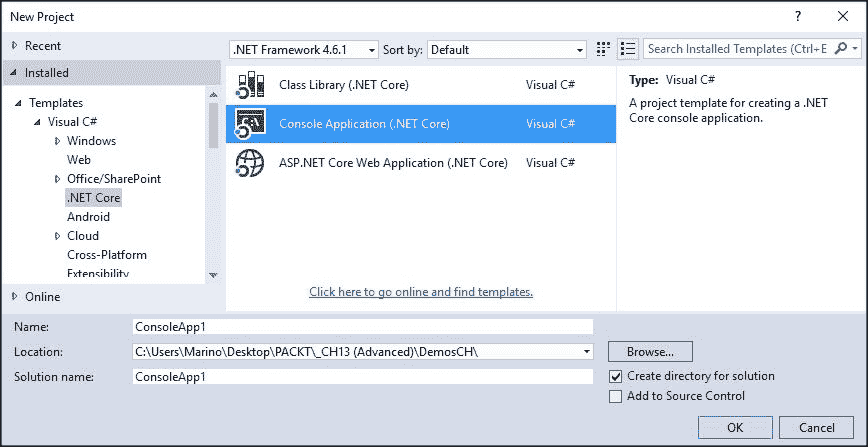 New Project
Recent
.NET Framework 4.6.1 Sort by: Default Search Installed Templates (Ctrl+E
Installed
Templates
Visual C#
Windows
Web
Office/SharePoint
.NET Core
Android
Cloud
Cross-Platform
Extensibility
Online
Class Library (.NET Core) Visual C#
Console Application (.NET Core) Visual C#
ASP.NET Core Web Application (.NET Core) Visual C#
Click here to go online and find templates.
Type: Visual C#
A project template for creating a .NET
Core console application.
Name: ConsoleApp1
Location: C:\Users\Marino\Desktop\PACKT\_CH13 (Advanced)\DemosCH\ Browse...
Solution name: ConsoleApp1
Create directory for solution
Add to Source Control
OK Cancel